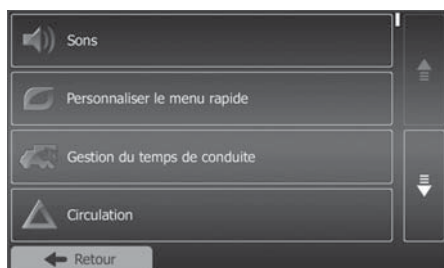 Sons
Personnaliser le menu rapide
Gestion du temps de conduite
Circulation
Retour